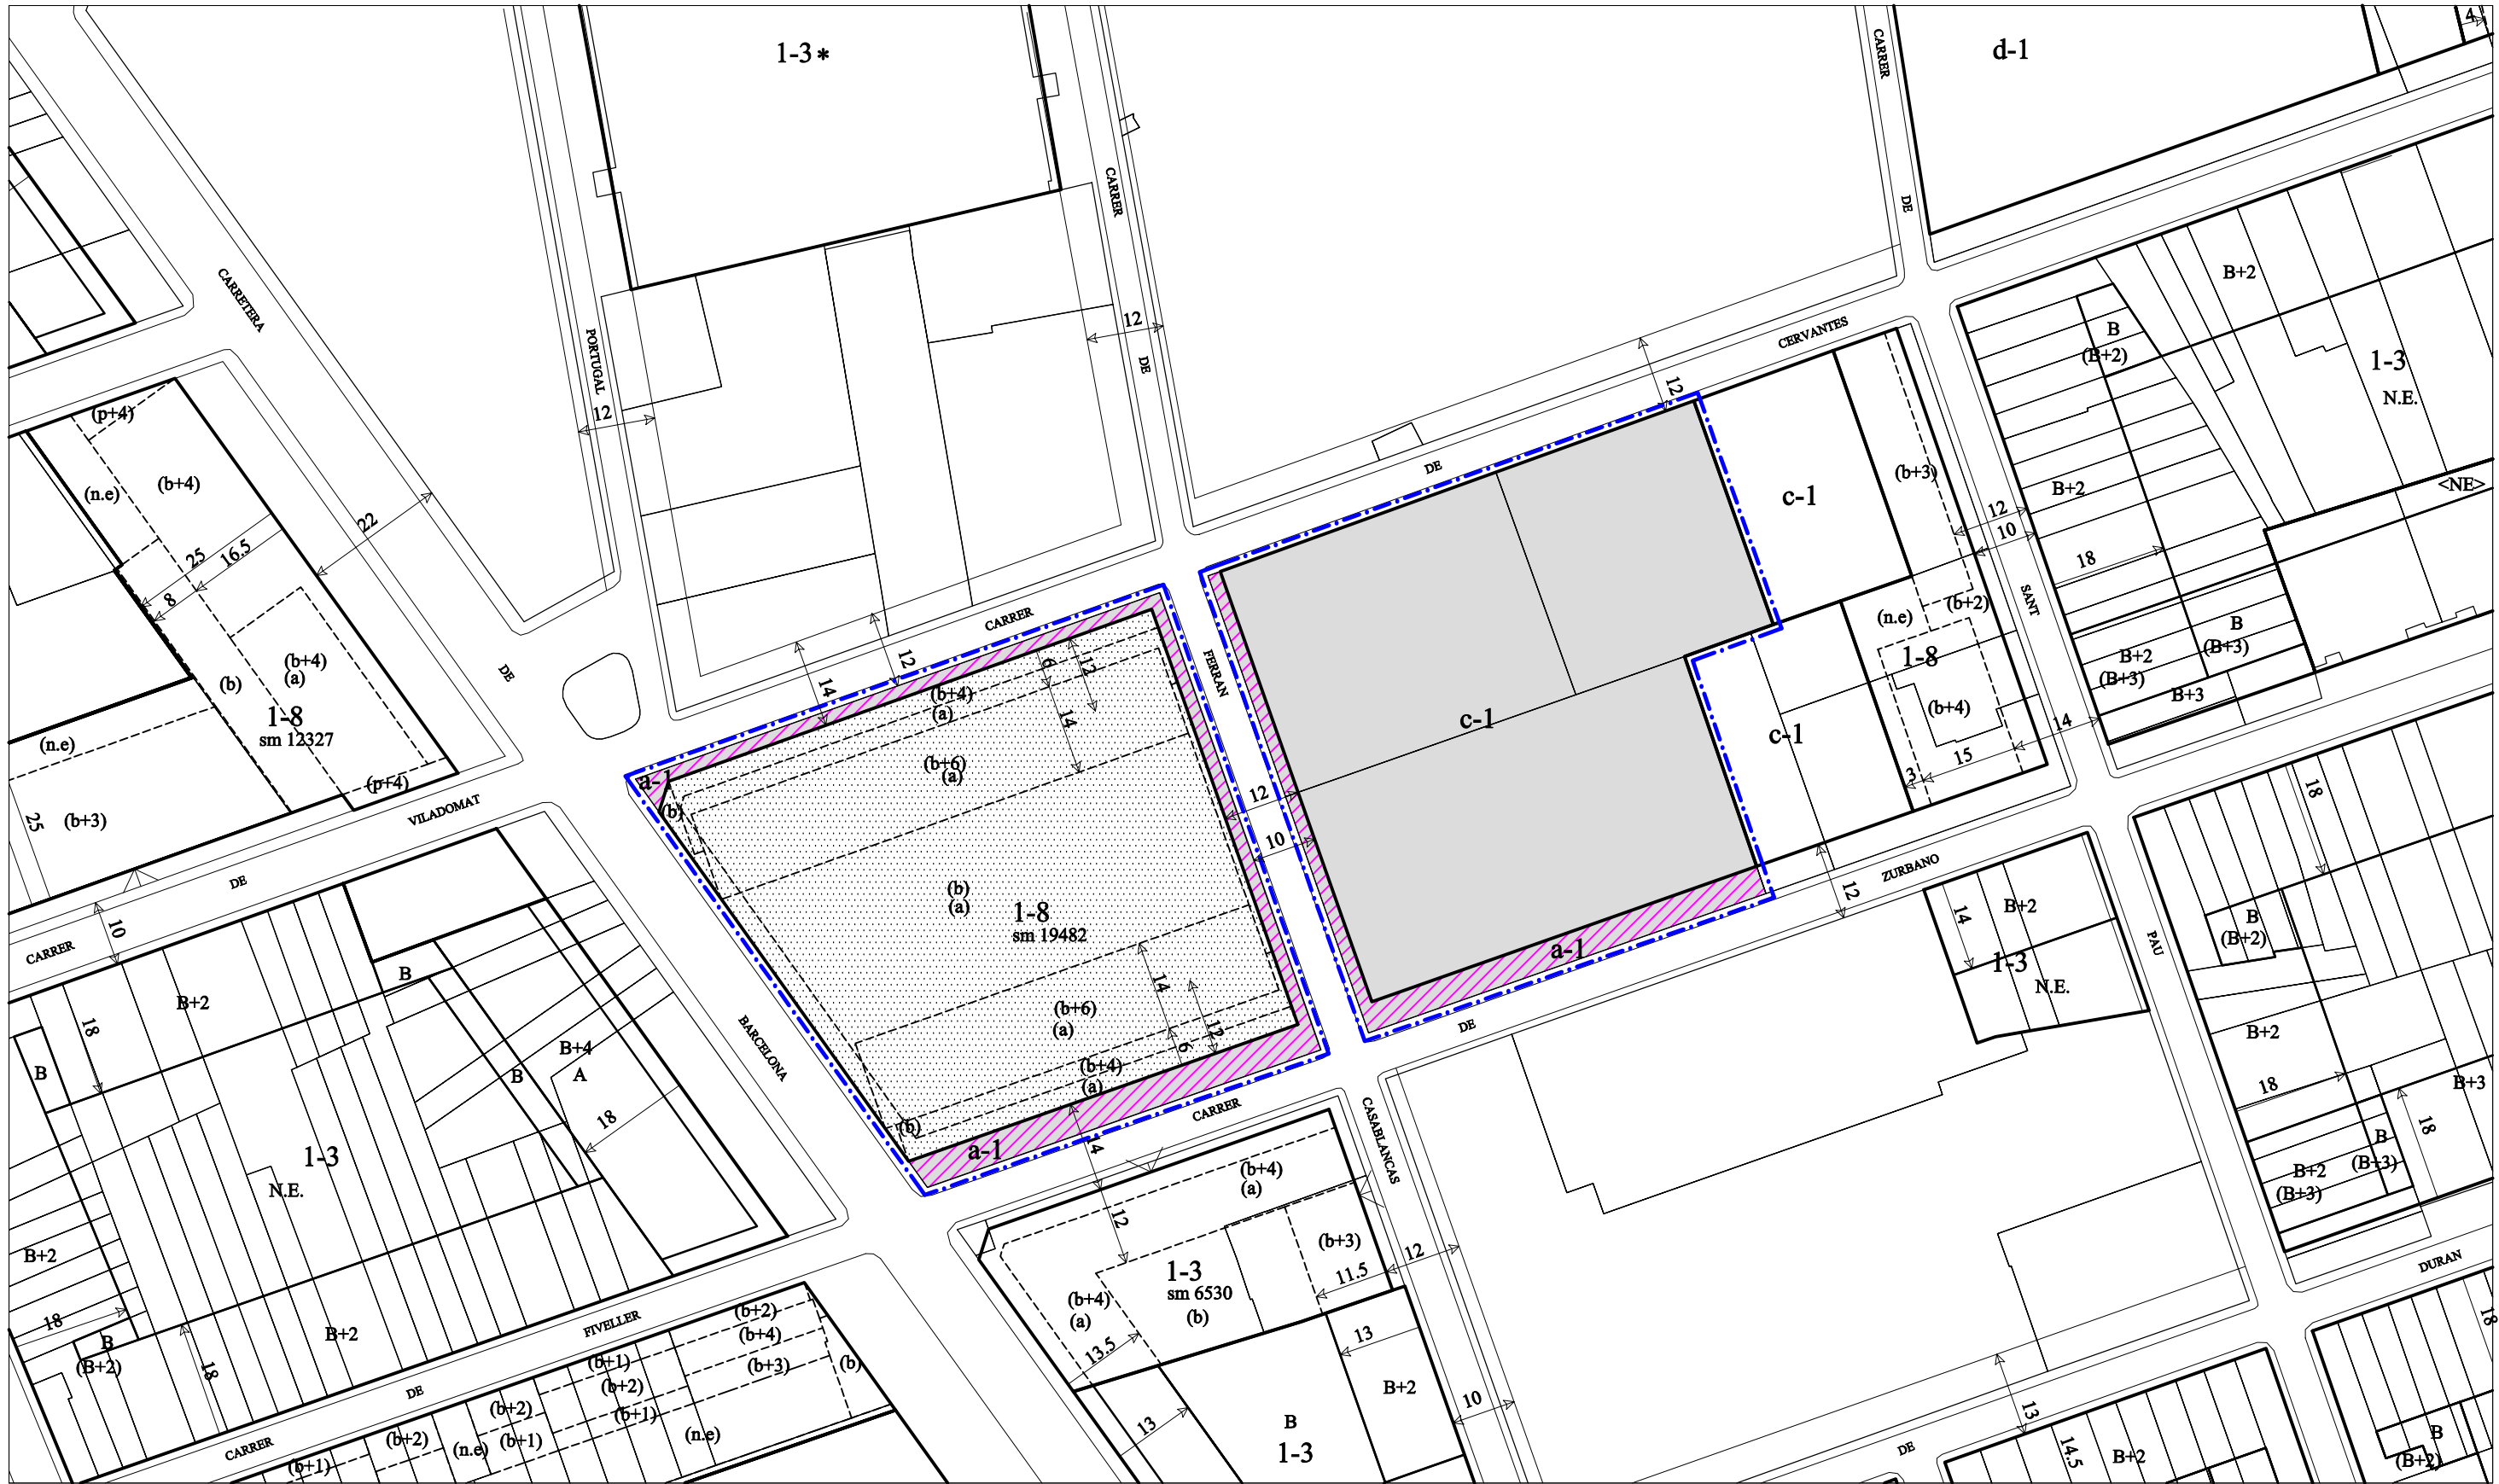 1-3*
d-1
4
CARRER
DE
CARRER
DE
CARRETERA
DE
BARCELONA
PORTUGAL
12
12
12
CERVANTES
DE
CARRER
B+2
B
(B+2)
1-3
N.E.
<NE>
B+2
18
B
(B+3)
B+2
(B+3)
B+3
(p+4)
(n.e)
(b+4)
22
25
16.5
8
(b+4)
(a)
(b)
1-8
sm 12327
(n.e)
(p+4)
25
(b+3)
c-1
(b+3)
12
10
SANT
PAU
(n.e)
(b+2)
1-8
(b+4)
14
15
3
c-1
c-1
FERRAN
12
14
12
6
12
14
(b+4)
(a)
(b+6)
(a)
a-1
(b)
12
10
(b)
(a)
1-8
sm 19482
14
12
6
(b+6)
(a)
(b+4)
(a)
(b)
a-1
a-1
VILADOMAT
DE
CARRER
10
B+2
B
18
B
B+4
A
B
18
1-3
N.E.
B+2
18
B
(B+2)
B+2
18
ZURBANO
DE
CARRER
12
14
B+2
1-3
N.E.
18
B
(B+2)
B+2
18
B+3
18
B
(B+3)
B+2
(B+3)
DURAN
DE
14
12
CASABLANCAS
(b+4)
(a)
(b+3)
12
11.5
1-3
sm 6530
(b)
(b+4)
(a)
13.5
13
13
B+2
B
1-3
10
FIVELLER
DE
CARRER
(b+2)
(b+4)
(b+3)
(b)
(b+1)
(b+2)
(b+1)
(b+2)
(b+1)
(n.e)
(b+2)
(n.e)
(b+1)
13
14.5
B+2
18
B
(B+2)